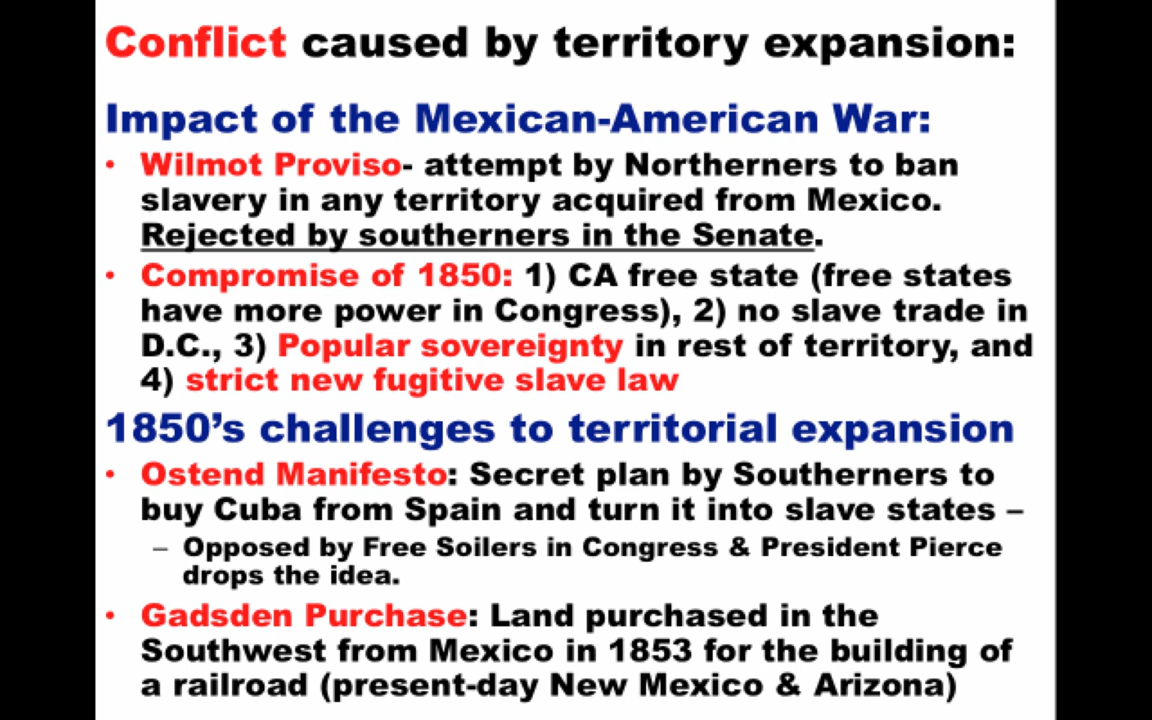 Conflict caused by territory expansion:
Impact of the Mexican-American War:
• Wilmot Proviso- attempt by Northerners to ban
slavery in any territory acquired from Mexico.
Rejected by southerners in the Senate.
• Compromise of 1850: 1) CA free state (free states
have more power in Congress), 2) no slave trade in
D.C., 3) Popular sovereignty in rest of territory, and
4) strict new fugitive slave law
1850’s challenges to territorial expansion
• Ostend Manifesto: Secret plan by Southerners to
buy Cuba from Spain and turn it into slave states –
– Opposed by Free Soilers in Congress & President Pierce
drops the idea.
• Gadsden Purchase: Land purchased in the
Southwest from Mexico in 1853 for the building of
a railroad (present-day New Mexico & Arizona)